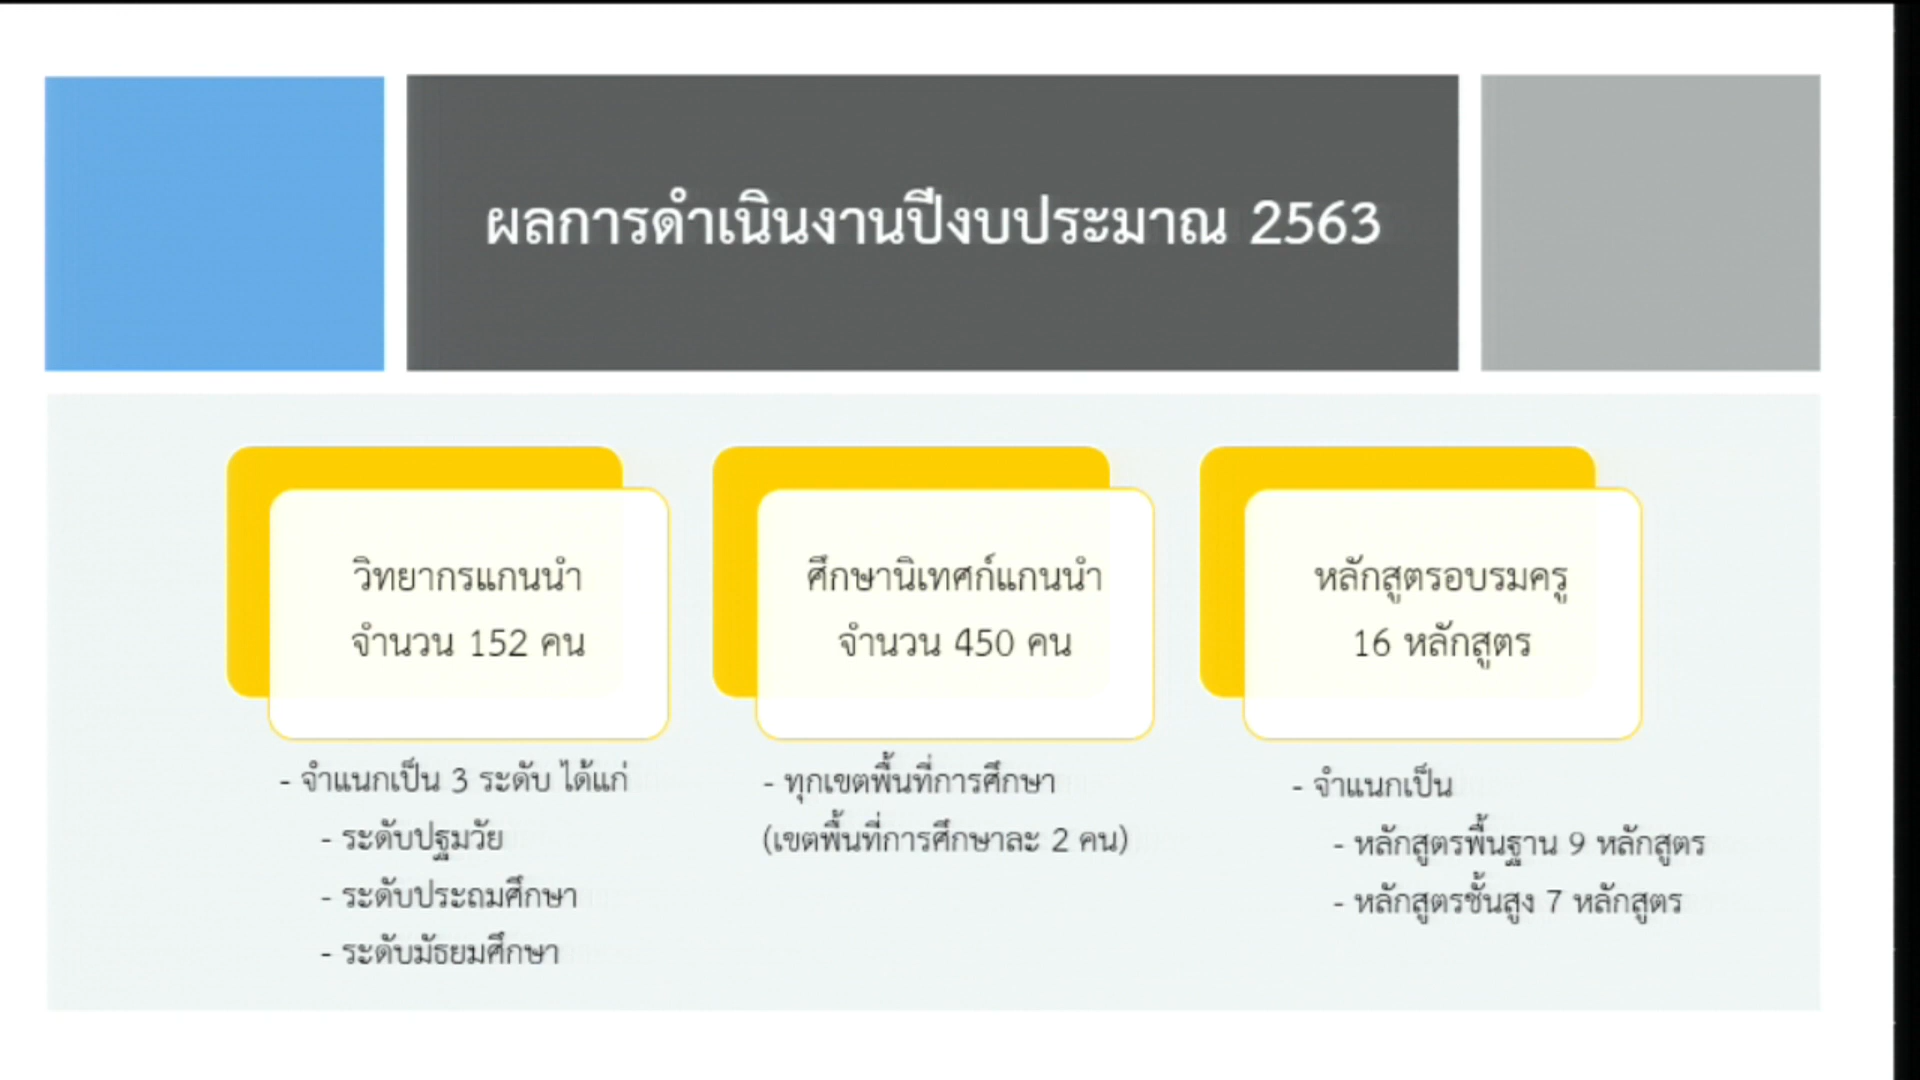 ผลการดำเนินงานปีงบประมาณ 2563
วิทยากรแกนนำ
จำนวน 152 คน
- จำแนกเป็น 3 ระดับ ได้แก่
- ระดับปฐมวัย
- ระดับประถมศึกษา
- ระดับมัธยมศึกษา
ศึกษานิเทศก์แกนนำ
จำนวน 450 คน
- ทุกเขตพื้นที่การศึกษา
(เขตพื้นที่การศึกษาละ 2 คน)
หลักสูตรอบรมครู
16 หลักสูตร
- จำแนกเป็น
- หลักสูตรพื้นฐาน 9 หลักสูตร
- หลักสูตรชั้นสูง 7 หลักสูตร